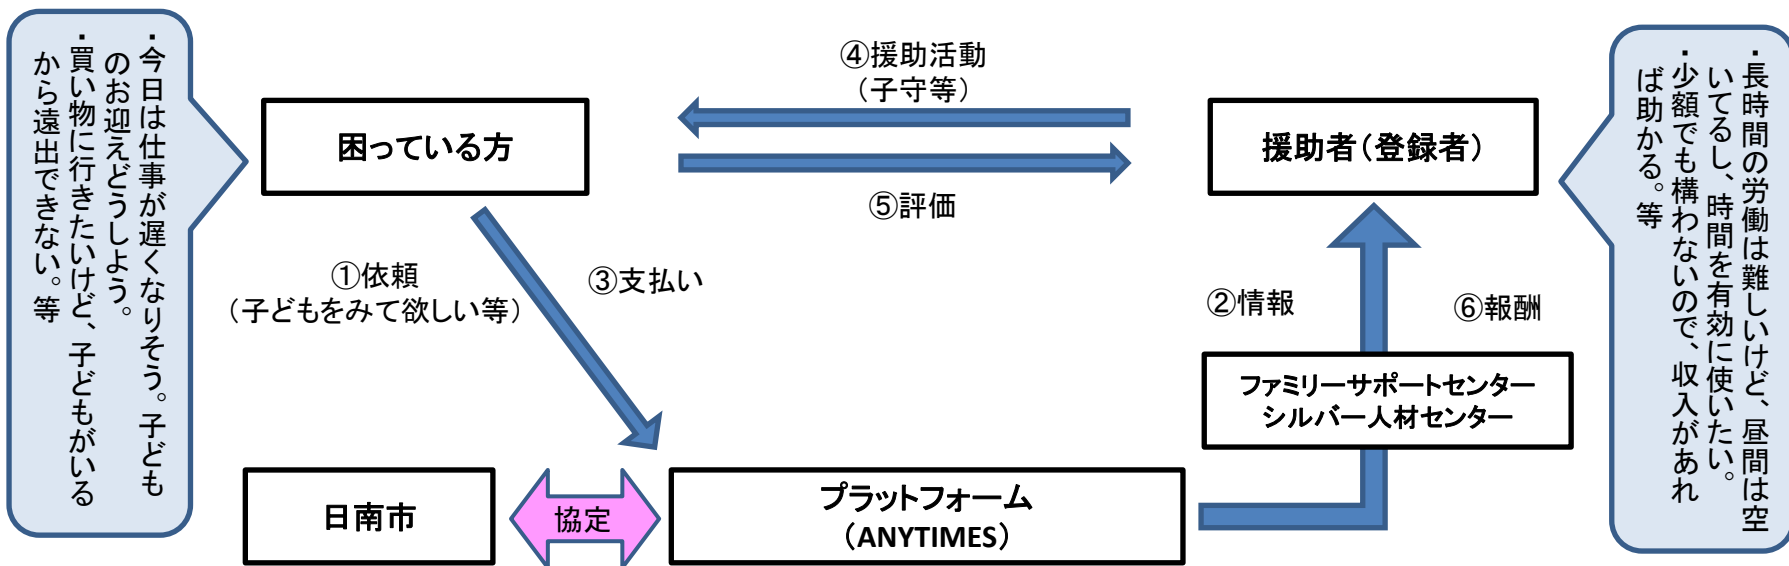 ・今日は仕事が遅くなりそう。子ども
のお迎えどうしよう。
・買い物に行きたいけど、子どもがいる
から遠出できない。等
困っている方
④援助活動
（子守等）
⑤評価
援助者（登録者）
・長時間の労働は難しいけど、昼間は空
いてるし、時間を有効に使いたい。
・少額でも構わないので、収入があれ
ば助かる。等
①依頼
（子どもをみて欲しい等）
③支払い
②情報
⑥報酬
ファミリーサポートセンター
シルバー人材センター
日南市
協定
プラットフォーム
（ANYTIMES）